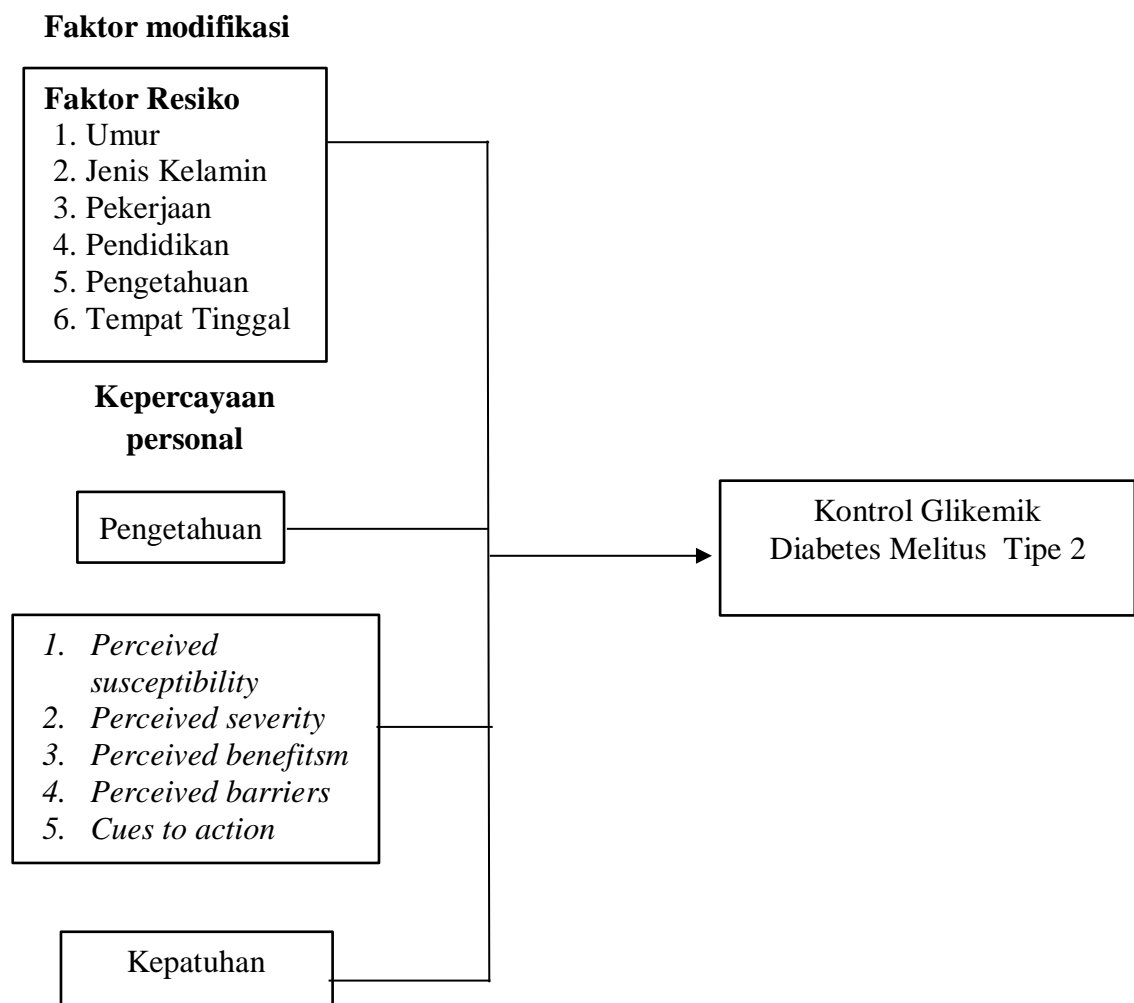 Faktor modifikasi
Faktor Resiko
1. Umur
2. Jenis Kelamin
3. Pekerjaan
4. Pendidikan
5. Pengetahuan
6. Tempat Tinggal
Kepercayaan
personal
Pengetahuan
1. Perceived
susceptibility
2. Perceived severity
3. Perceived benefitsm
4. Perceived barriers
5. Cues to action
Kepatuhan
Kontrol Glikemik
Diabetes Melitus Tipe 2